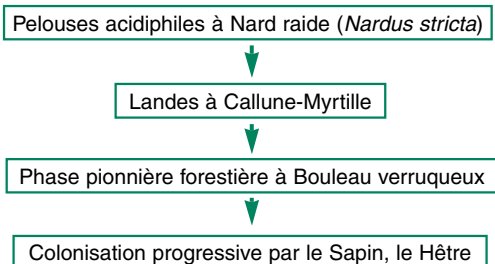 Pelouses acidiphiles à Nard raide (Nardus stricta)
Landes à Callune-Myrtille
Phase pionnière forestière à Bouleau verruqueux
Colonisation progressive par le Sapin, le Hêtre